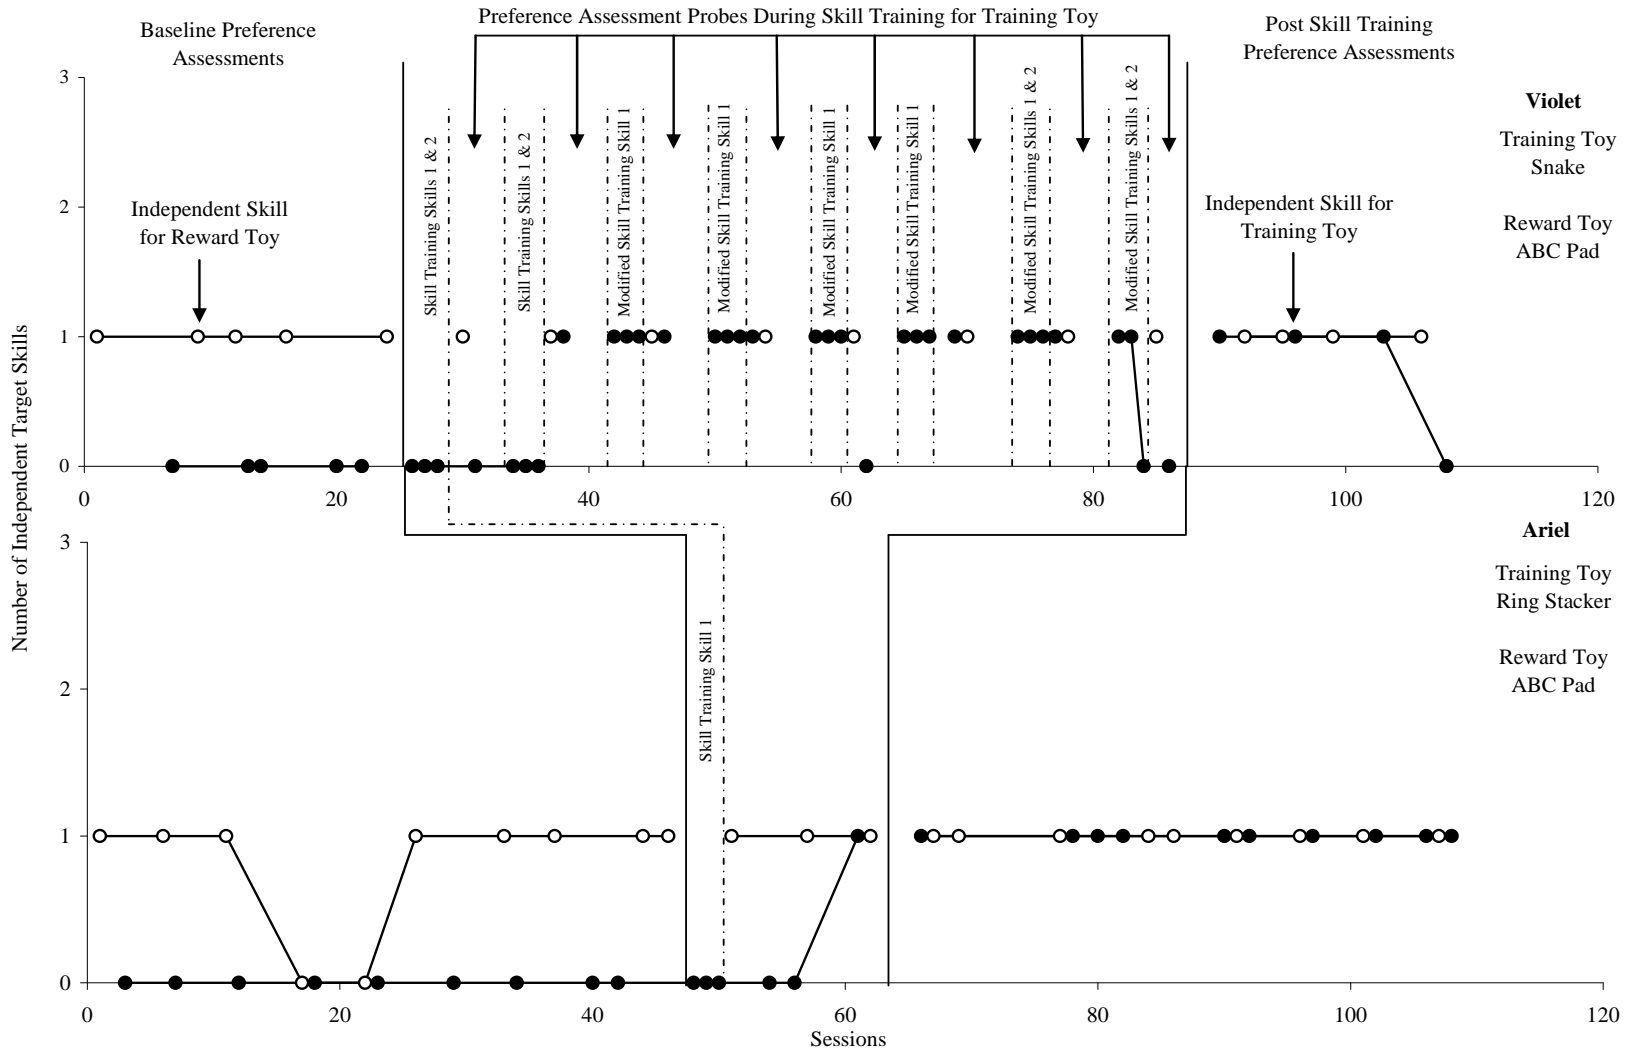 Preference Assessment Probes During Skill Training for Training Toy
Baseline Preference
Assessments
Post Skill Training
Preference Assessments
3
2
1
0
Violet
Training Toy
Snake
Reward Toy
ABC Pad
Independent Skill
for Reward Toy
Independent Skill for
Training Toy
Skill Training Skills 1 & 2
Skill Training Skills 1 & 2
Modified Skill Training Skill 1
Modified Skill Training Skill 1
Modified Skill Training Skill 1
Modified Skill Training Skill 1
Modified Skill Training Skills 1 & 2
Modified Skill Training Skills 1 & 2
0 20 40 60 80 100 120
Number of Independent Target Skills
3
2
1
0
Ariel
Training Toy
Ring Stacker
Reward Toy
ABC Pad
Skill Training Skill 1
0 20 40 60 80 100 120
Sessions